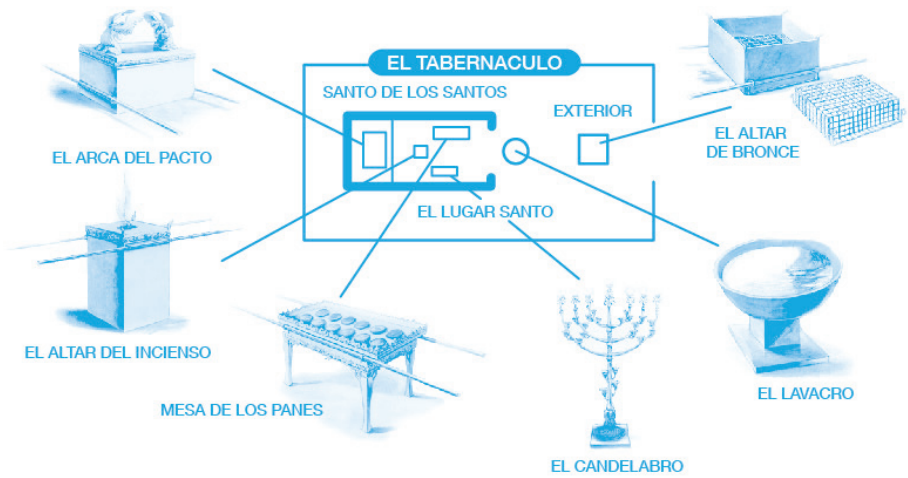 EL TABERNACULO
SANTO DE LOS SANTOS
EXTERIOR
EL ALTAR
DE BRONCE
EL ARCA DEL PACTO
EL LUGAR SANTO
EL ALTAR DEL INCIENSO
MESA DE LOS PANES
EL LAVACRO
EL CANDELABRO